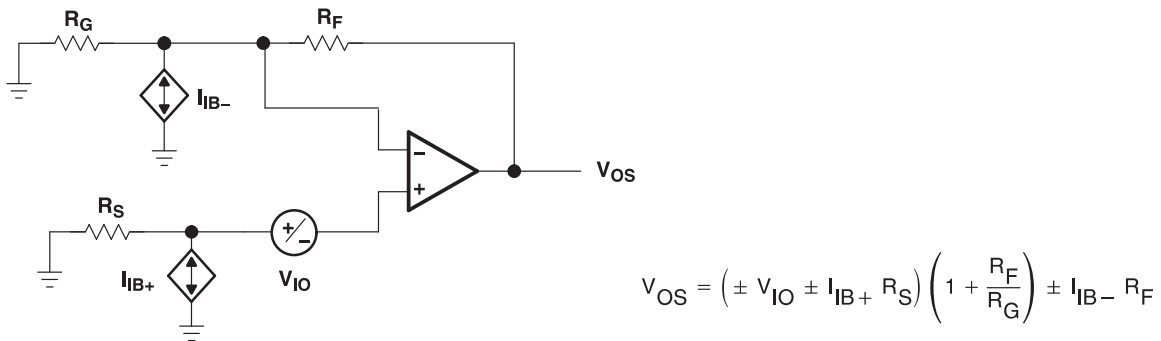 R_G
R_F
I_IB–
–
+
V_OS
R_S
+/–
I_IB+
V_IO
V_OS = ( ± V_IO ± I_IB+ R_S ) ( 1 + R_F / R_G ) ± I_IB– R_F